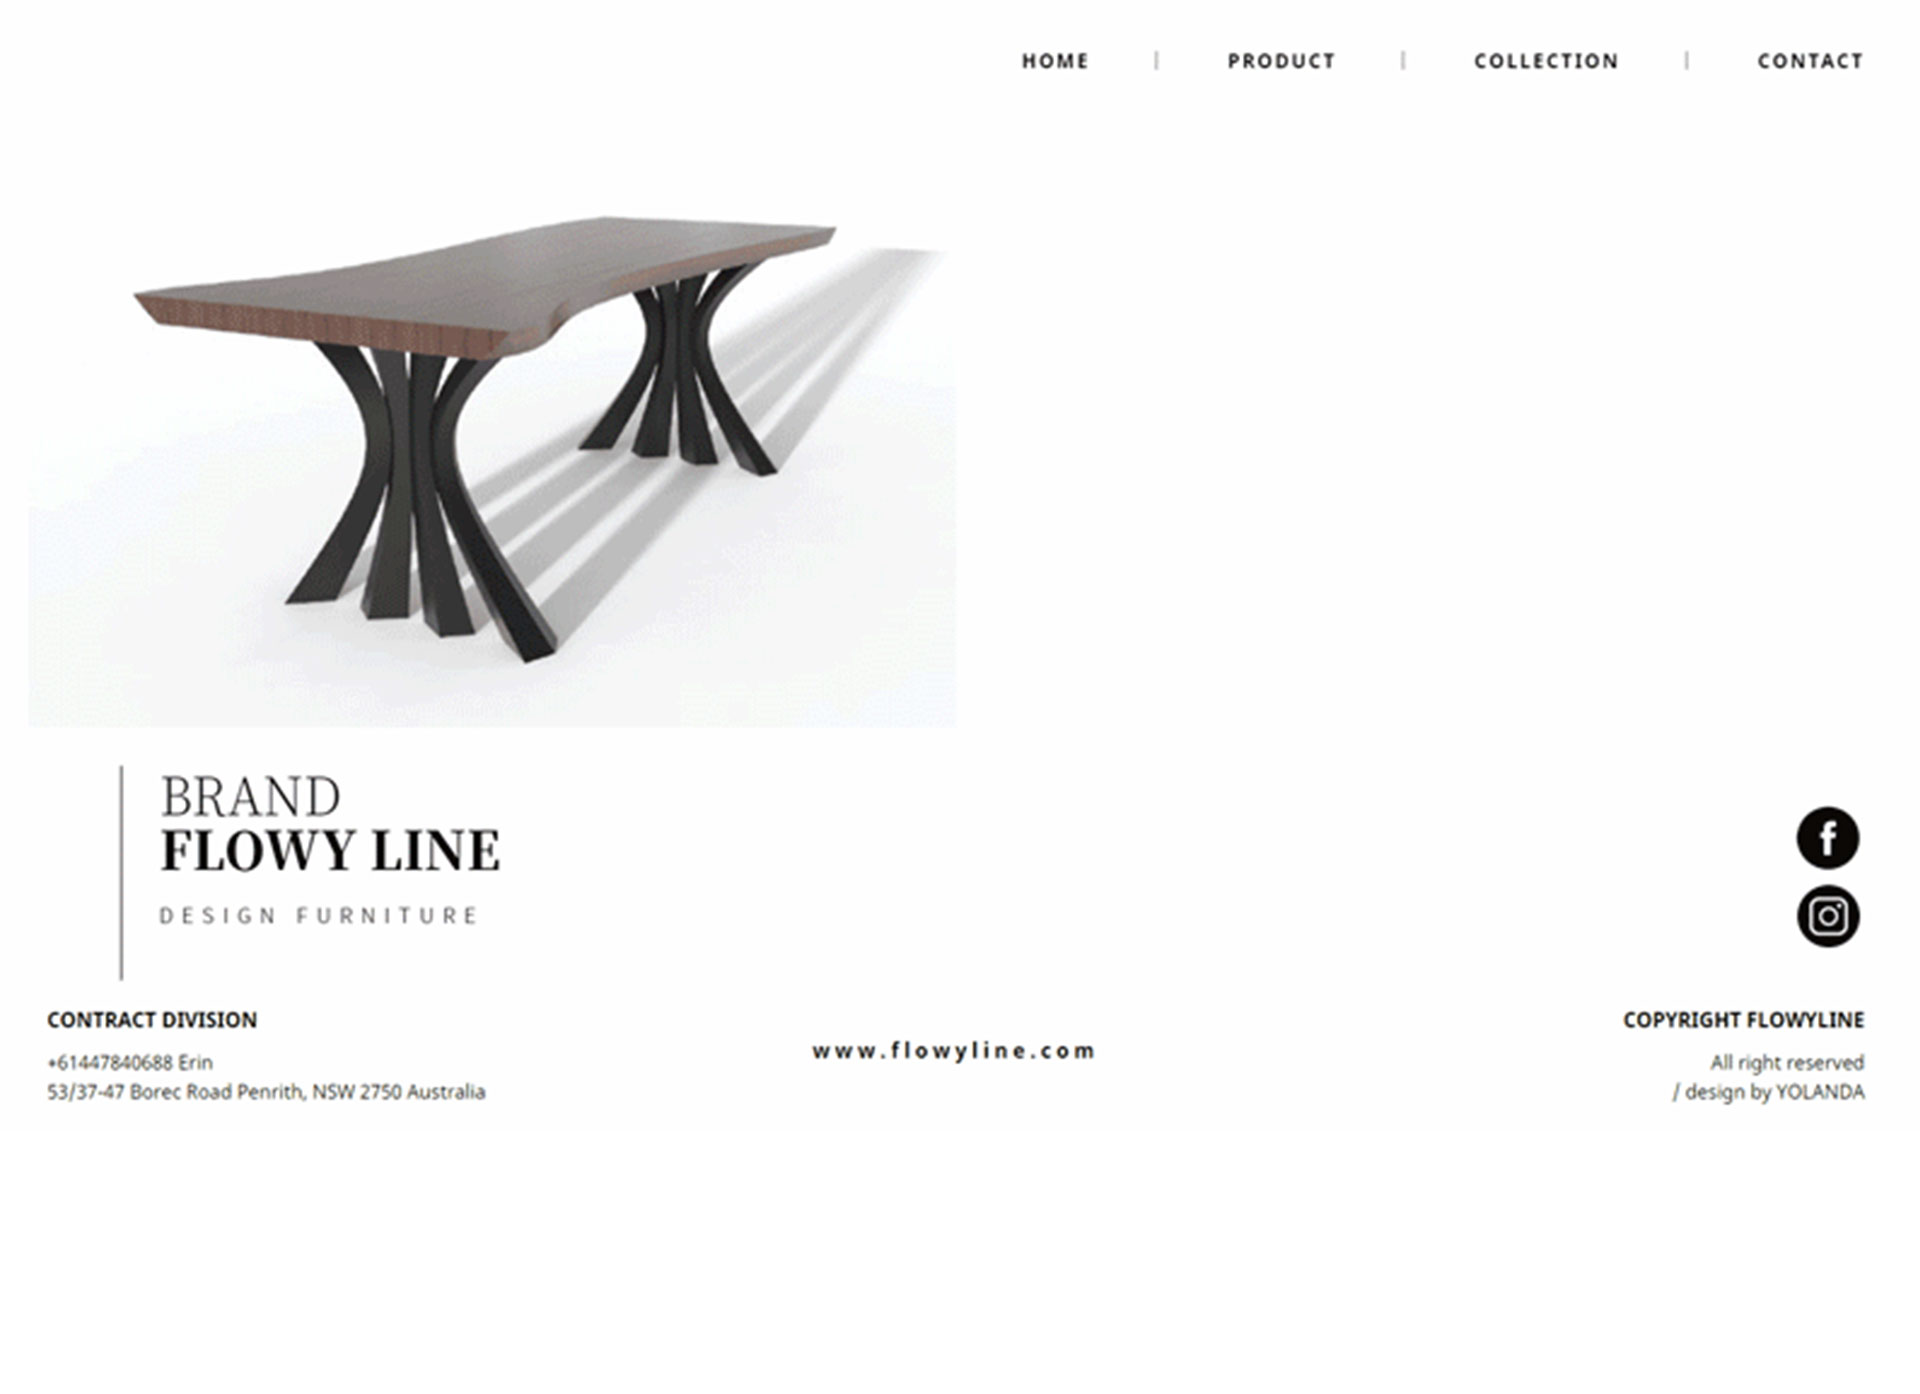 HOME | PRODUCT | COLLECTION | CONTACT
BRAND
FLOWY LINE
DESIGN FURNITURE
CONTRACT DIVISION
+61447840688 Erin
53/37-47 Borec Road Penrith, NSW 2750 Australia
www.flowyline.com
COPYRIGHT FLOWYLINE
All right reserved
/ design by YOLANDA